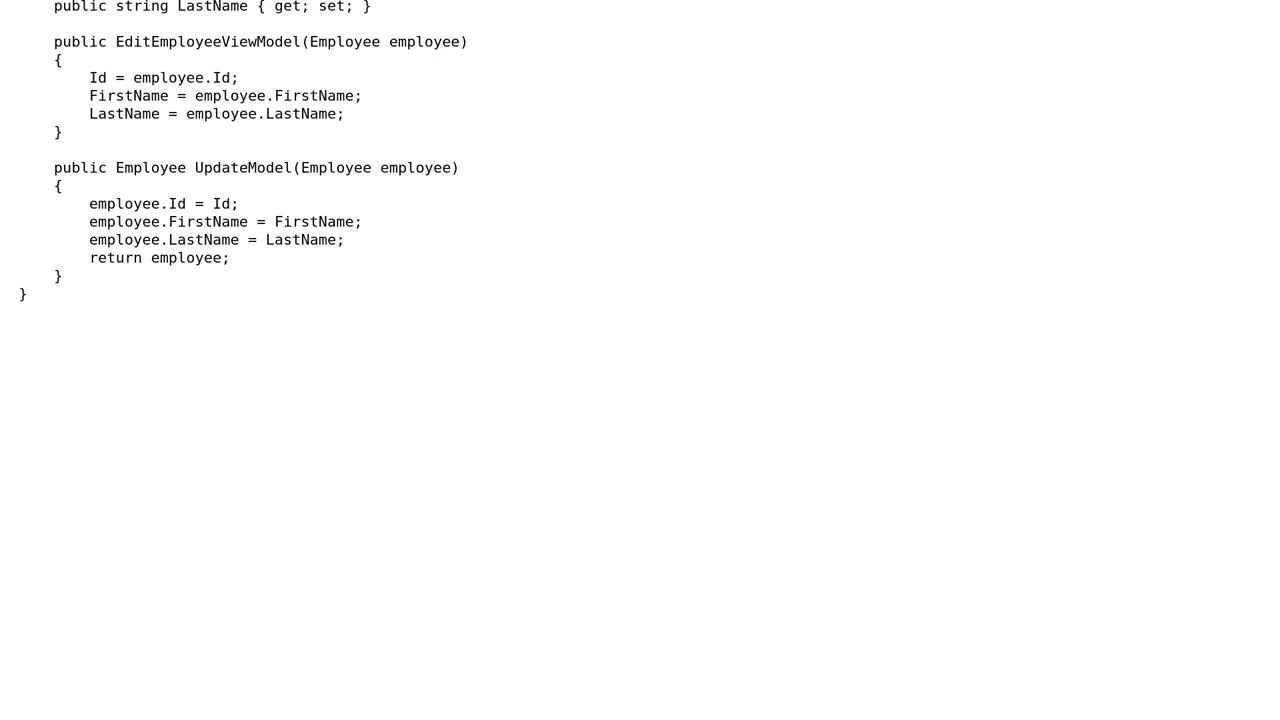 public string LastName { get; set; }

    public EditEmployeeViewModel(Employee employee)
    {
        Id = employee.Id;
        FirstName = employee.FirstName;
        LastName = employee.LastName;
    }

    public Employee UpdateModel(Employee employee)
    {
        employee.Id = Id;
        employee.FirstName = FirstName;
        employee.LastName = LastName;
        return employee;
    }
}